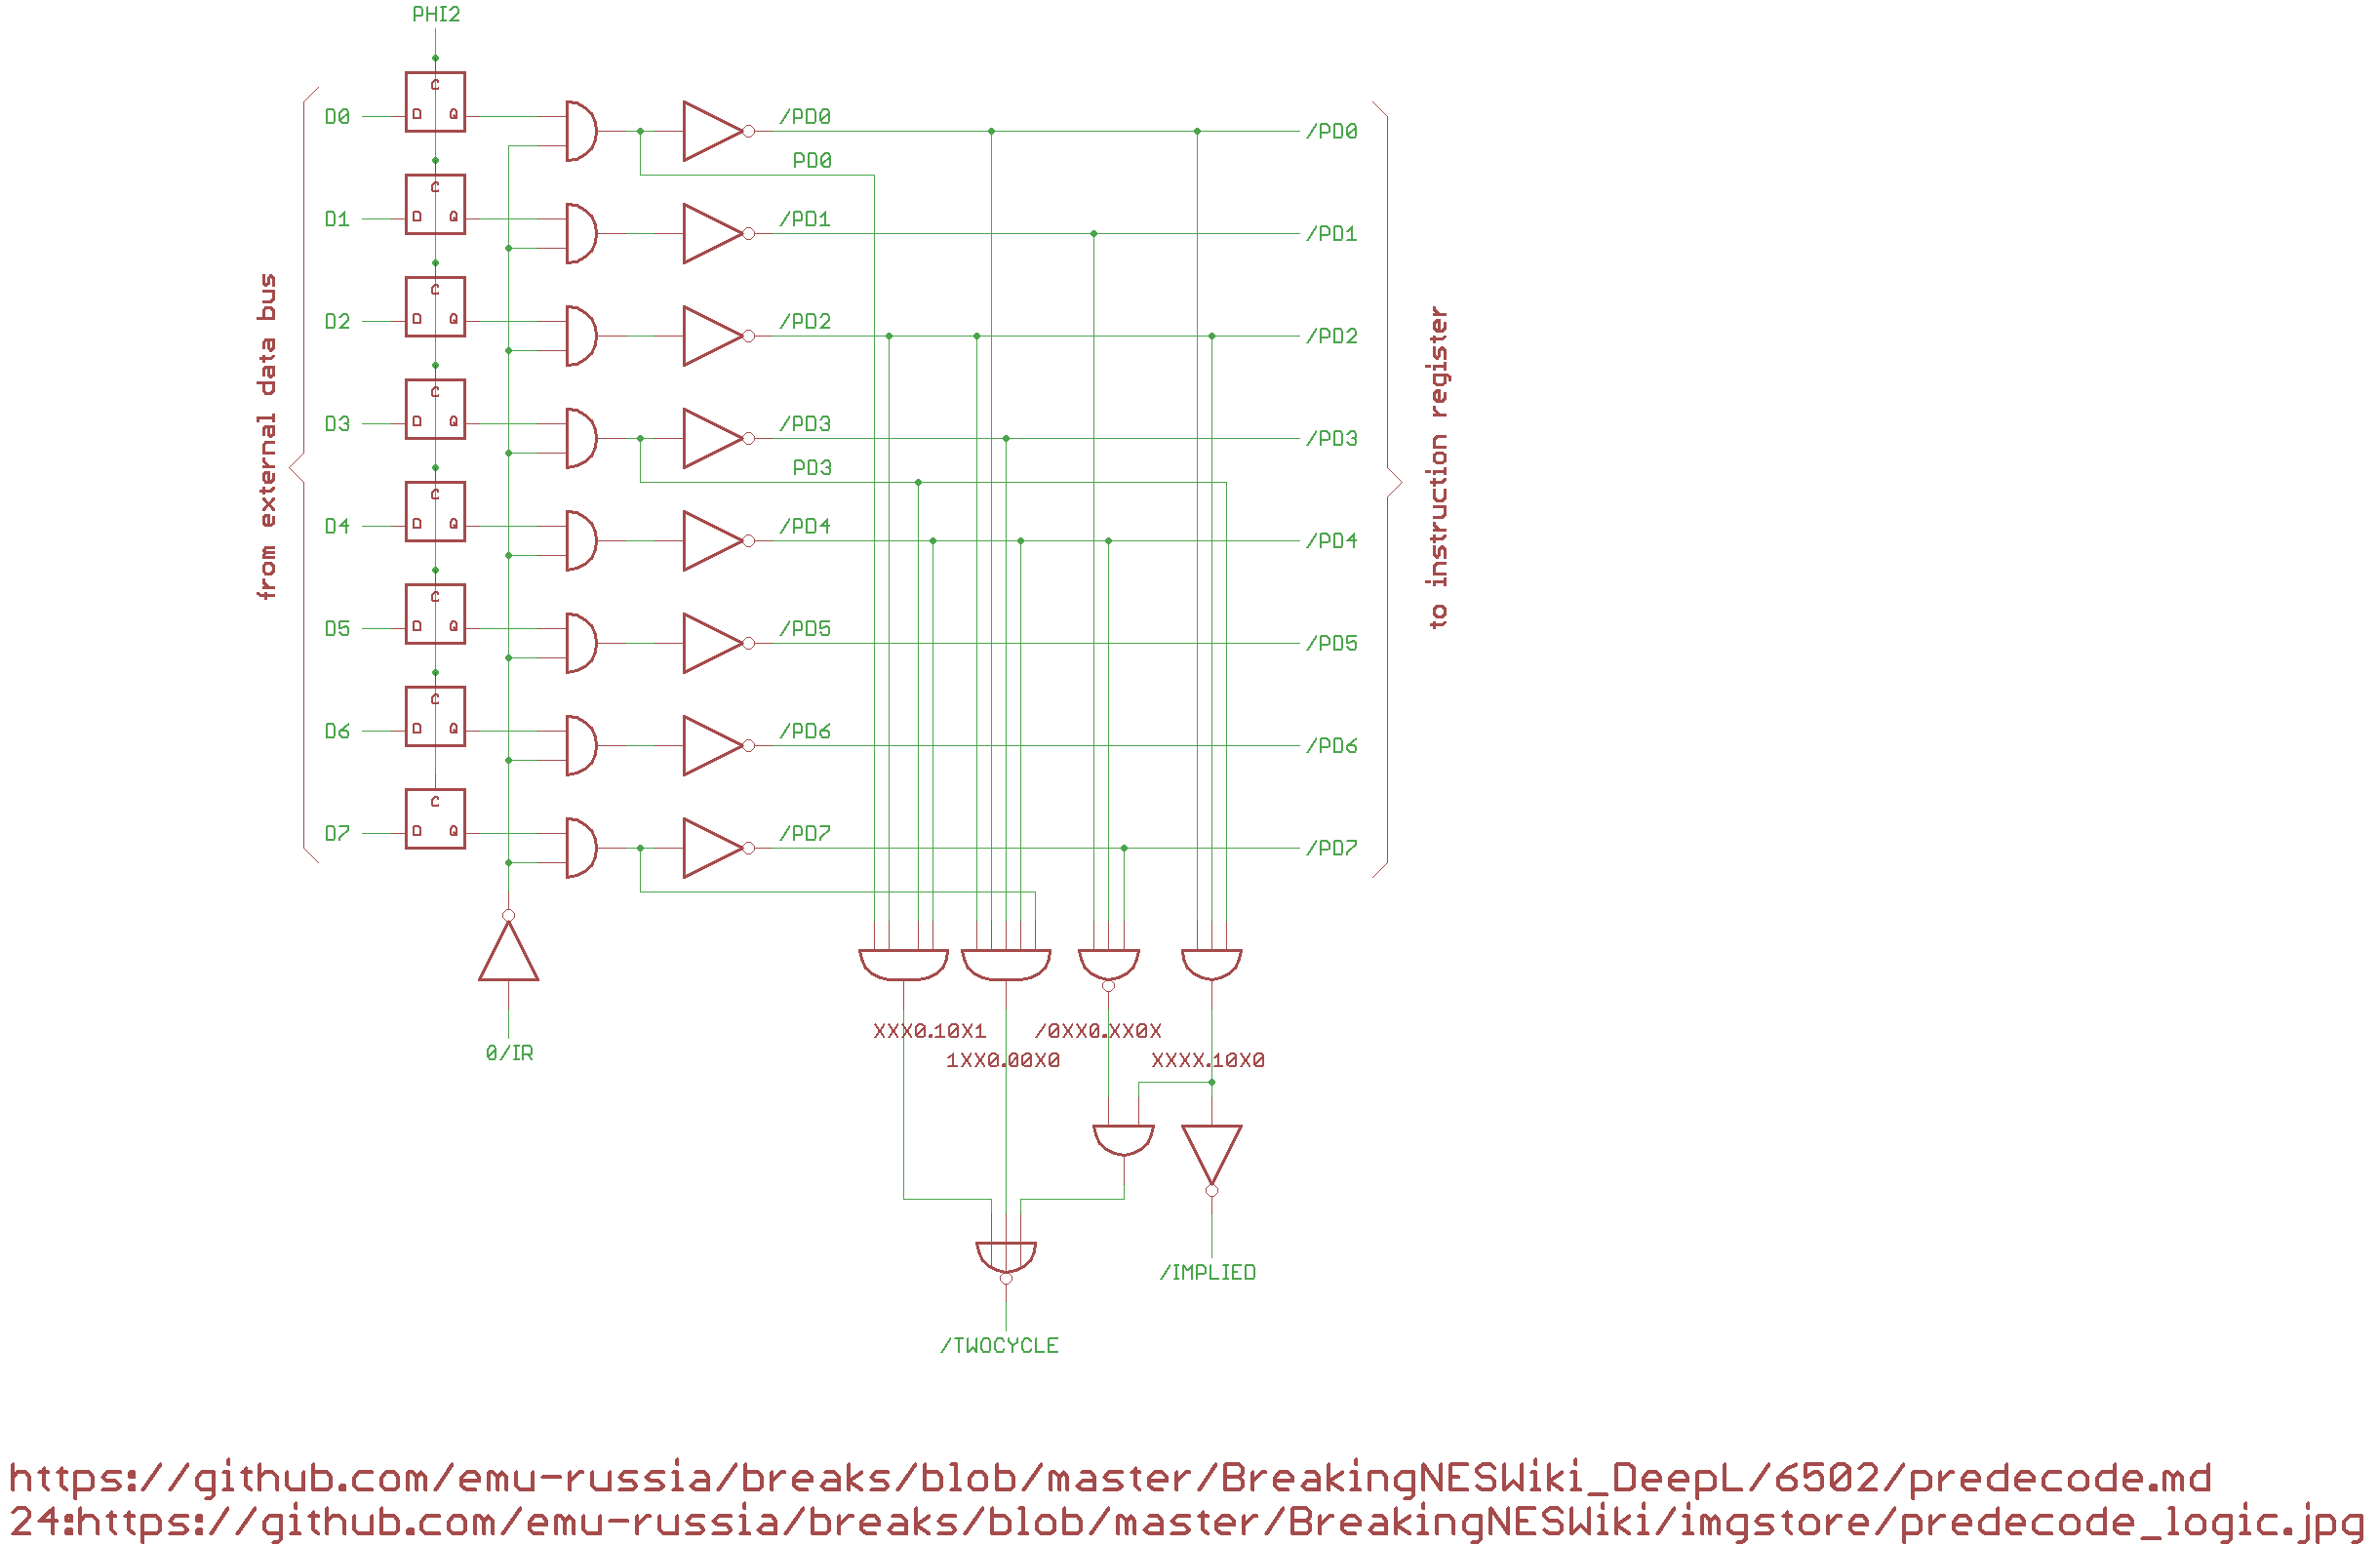 PHI2
C
D0 D Q /PD0 /PD0
PD0
C
D1 D Q /PD1 /PD1
C
D2 D Q /PD2 /PD2
C
D3 D Q /PD3 /PD3
PD3
C
D4 D Q /PD4 /PD4
C
D5 D Q /PD5 /PD5
C
D6 D Q /PD6 /PD6
C
D7 D Q /PD7 /PD7
from external data bus
to instruction register
0/IR
XXX0.10X1 /0XX0.XX0X
1XX0.00X0 XXXX.10X0
/IMPLIED
/TWOCYCLE
https://github.com/emu-russia/breaks/blob/master/BreakingNESWiki_DeepL/6502/predecode.md
24:https://github.com/emu-russia/breaks/blob/master/BreakingNESWiki/imgstore/predecode_logic.jpg